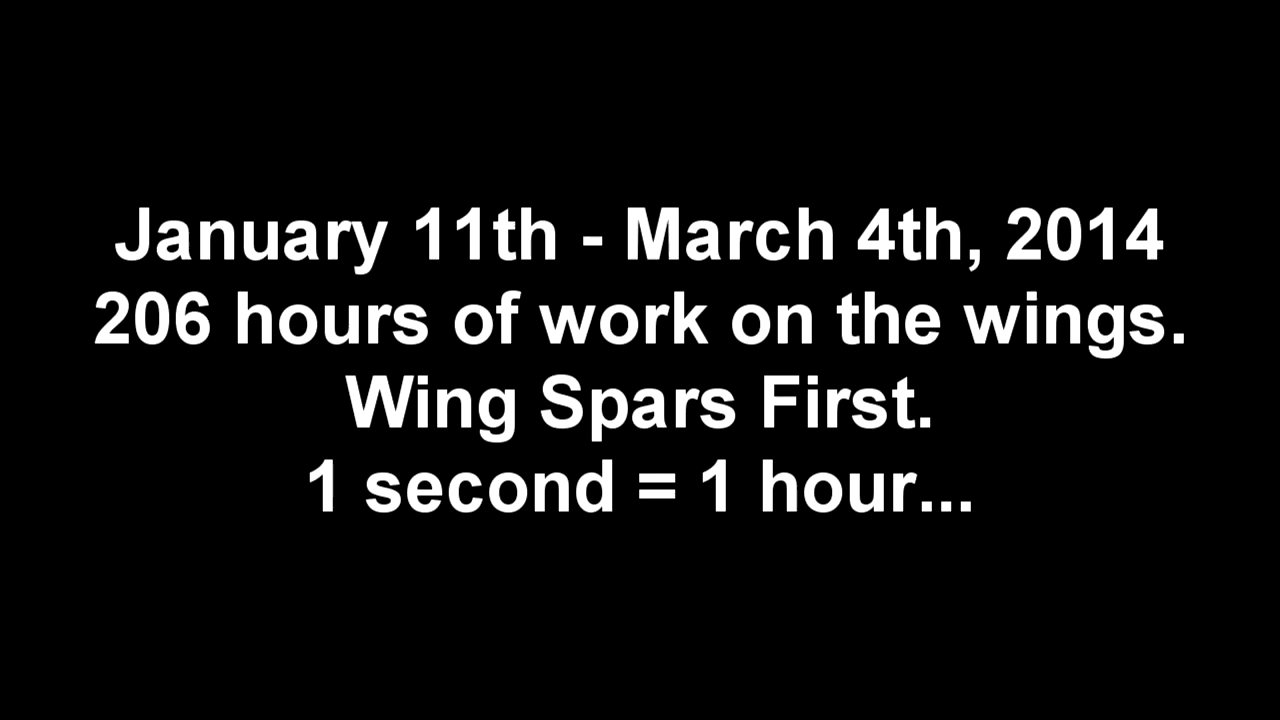 January 11th - March 4th, 2014
206 hours of work on the wings.
Wing Spars First.
1 second = 1 hour...